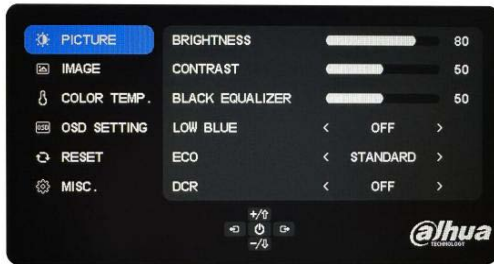 PICTURE
IMAGE
COLOR TEMP.
OSD SETTING
RESET
MISC.
BRIGHTNESS 80
CONTRAST 50
BLACK EQUALIZER 50
LOW BLUE < OFF >
ECO < STANDARD >
DCR < OFF >
+/⇧
-/⇩
alhua
TECHNOLOGY